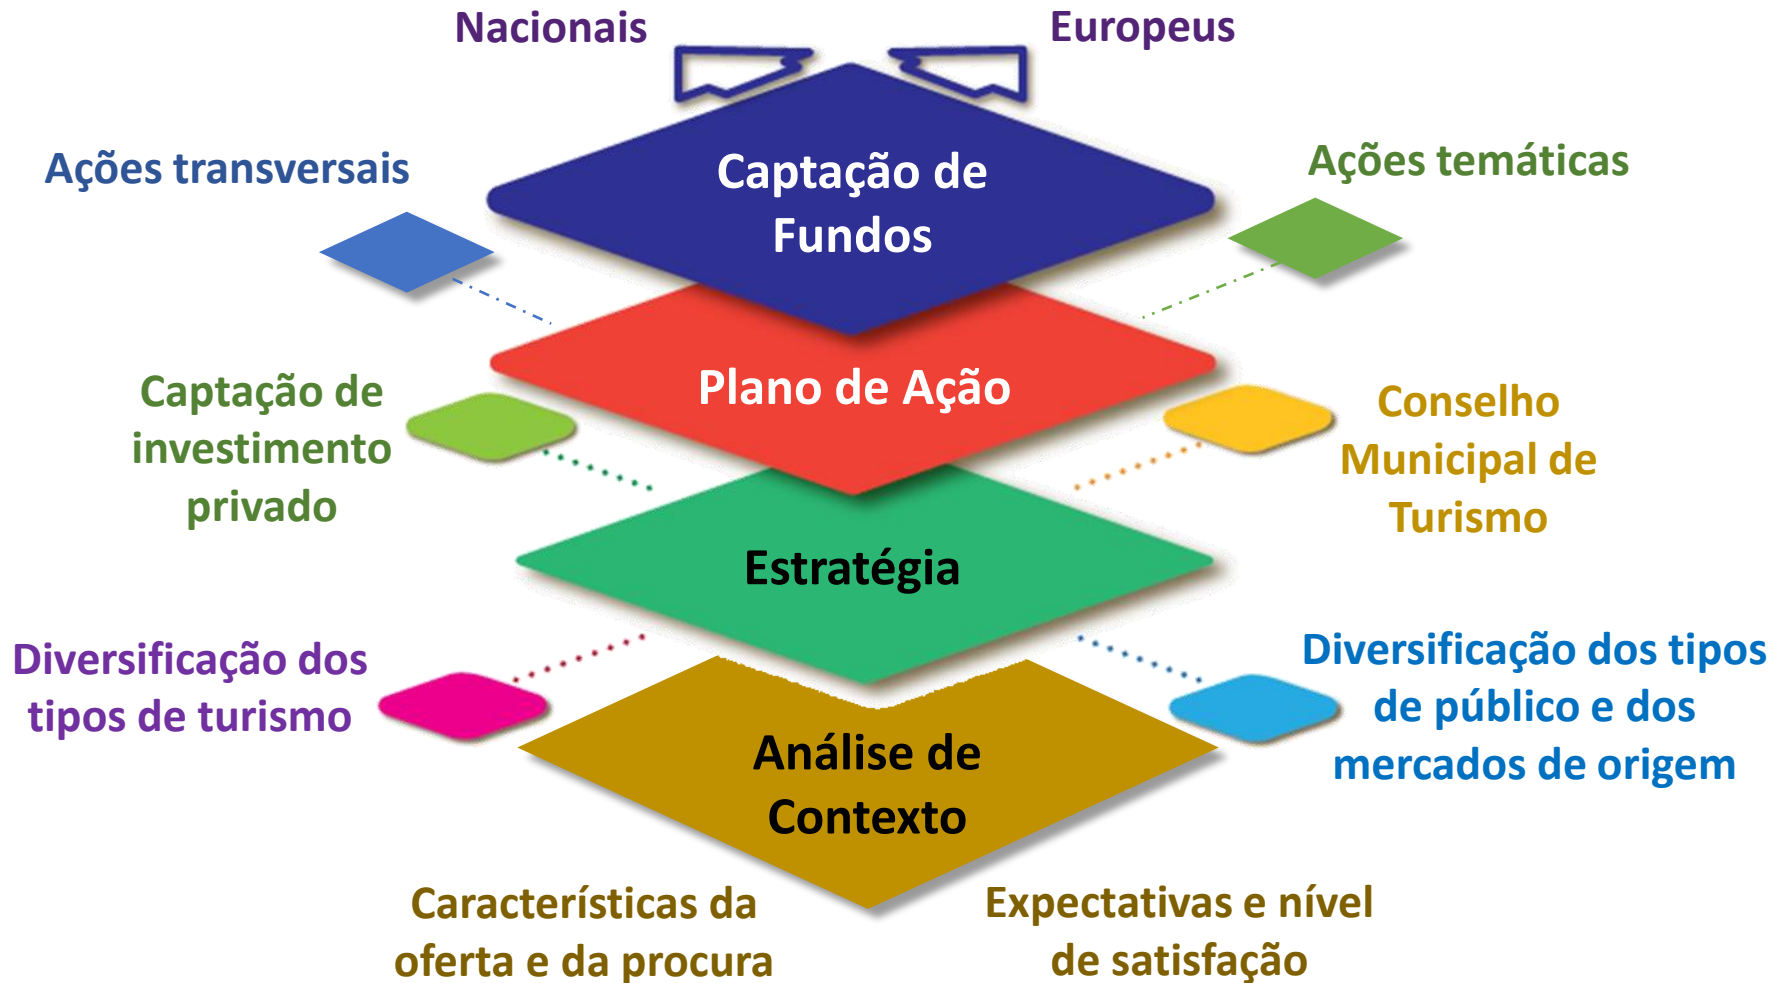 Nacionais
Europeus
Ações transversais
Captação de
Fundos
Ações temáticas
Captação de
investimento
privado
Plano de Ação
Conselho
Municipal de
Turismo
Estratégia
Diversificação dos
tipos de turismo
Diversificação dos tipos
de público e dos
mercados de origem
Análise de
Contexto
Características da
oferta e da procura
Expectativas e nível
de satisfação